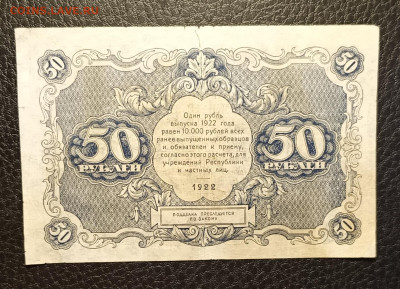 50
50
Один рубль
выпуска 1922 года
равен 10.000 рублей всех
ранее выпущенных образцов
и обязателен к приему,
согласно этого расчета, для
учреждений Республики
и частных лиц.
50
РУБЛЕЙ
50
РУБЛЕЙ
1922
ПОДДЕЛКА ПРЕСЛЕДУЕТСЯ
ПО ЗАКОНУ.
50
50